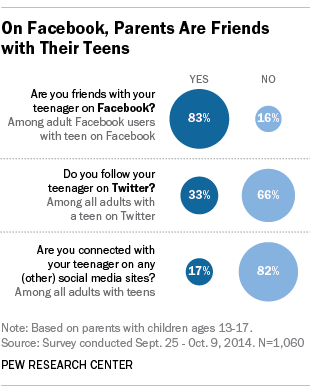 On Facebook, Parents Are Friends
with Their Teens
YES NO
Are you friends with your
teenager on Facebook?
Among adult Facebook users
with teen on Facebook
83% 16%
Do you follow your
teenager on Twitter?
Among all adults with
a teen on Twitter
33% 66%
Are you connected with
your teenager on any
(other) social media sites?
Among all adults with teens
17% 82%
Note: Based on parents with children ages 13-17.
Source: Survey conducted Sept. 25 - Oct. 9, 2014. N=1,060
PEW RESEARCH CENTER